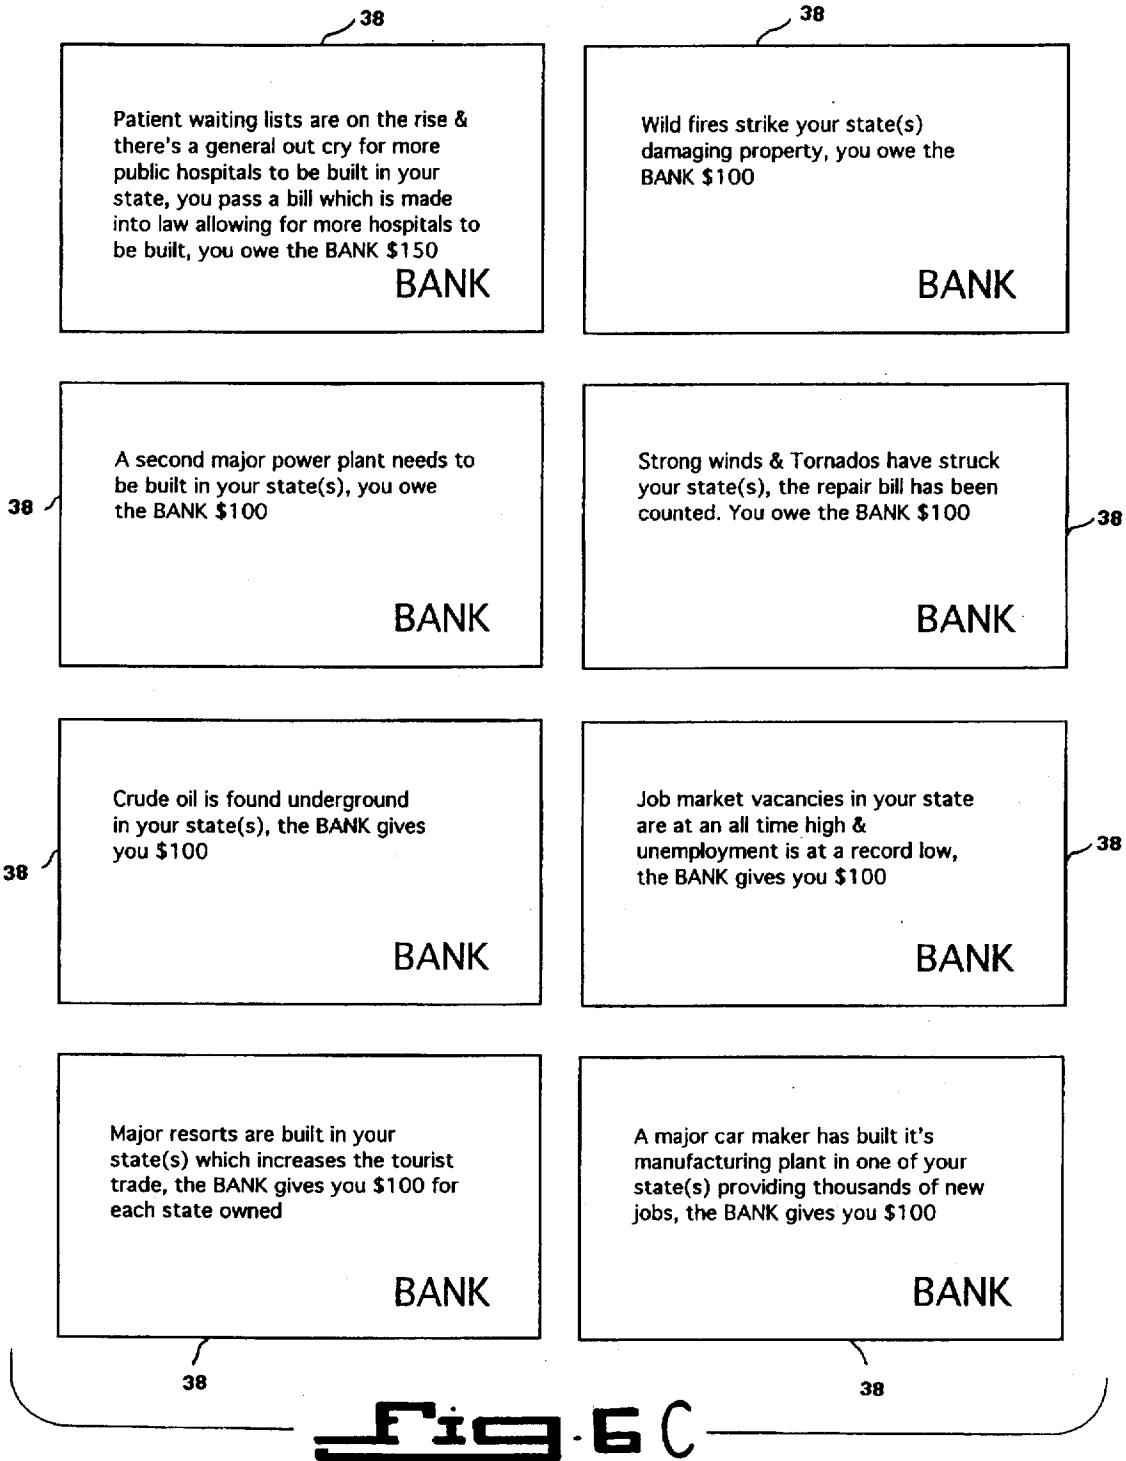 38
38
Patient waiting lists are on the rise &
there's a general out cry for more
public hospitals to be built in your
state, you pass a bill which is made
into law allowing for more hospitals to
be built, you owe the BANK $150
BANK
Wild fires strike your state(s)
damaging property, you owe the
BANK $100
BANK
38
A second major power plant needs to
be built in your state(s), you owe
the BANK $100
BANK
Strong winds & Tornados have struck
your state(s), the repair bill has been
counted. You owe the BANK $100
BANK
38
38
Crude oil is found underground
in your state(s), the BANK gives
you $100
BANK
Job market vacancies in your state
are at an all time high &
unemployment is at a record low,
the BANK gives you $100
BANK
38
Major resorts are built in your
state(s) which increases the tourist
trade, the BANK gives you $100 for
each state owned
BANK
A major car maker has built it's
manufacturing plant in one of your
state(s) providing thousands of new
jobs, the BANK gives you $100
BANK
38
38
Fig. 6C